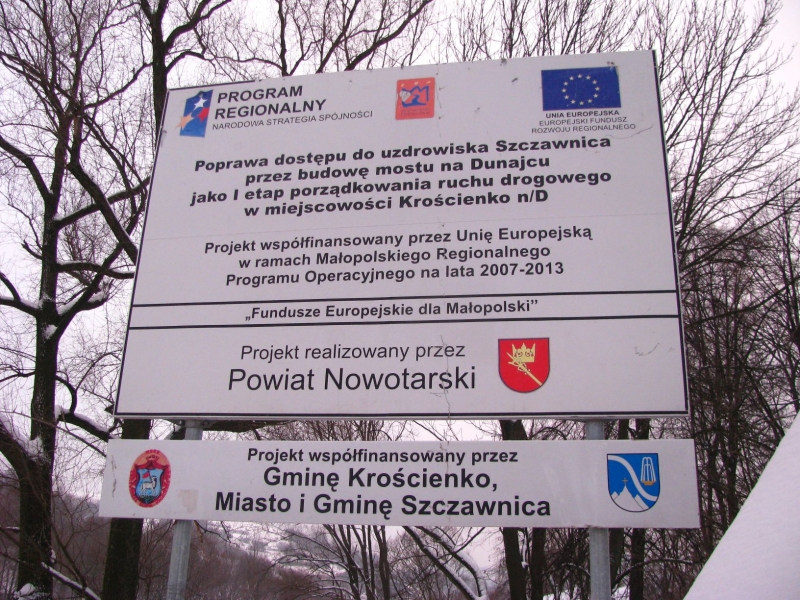 PROGRAM
REGIONALNY
NARODOWA STRATEGIA SPÓJNOŚCI
UNIA EUROPEJSKA
EUROPEJSKI FUNDUSZ
ROZWOJU REGIONALNEGO
Poprawa dostępu do uzdrowiska Szczawnica
przez budowę mostu na Dunajcu
jako I etap porządkowania ruchu drogowego
w miejscowości Krościenko n/D
Projekt współfinansowany przez Unię Europejską
w ramach Małopolskiego Regionalnego
Programu Operacyjnego na lata 2007-2013
„Fundusze Europejskie dla Małopolski”
Projekt realizowany przez
Powiat Nowotarski
Projekt współfinansowany przez
Gminę Krościenko,
Miasto i Gminę Szczawnica